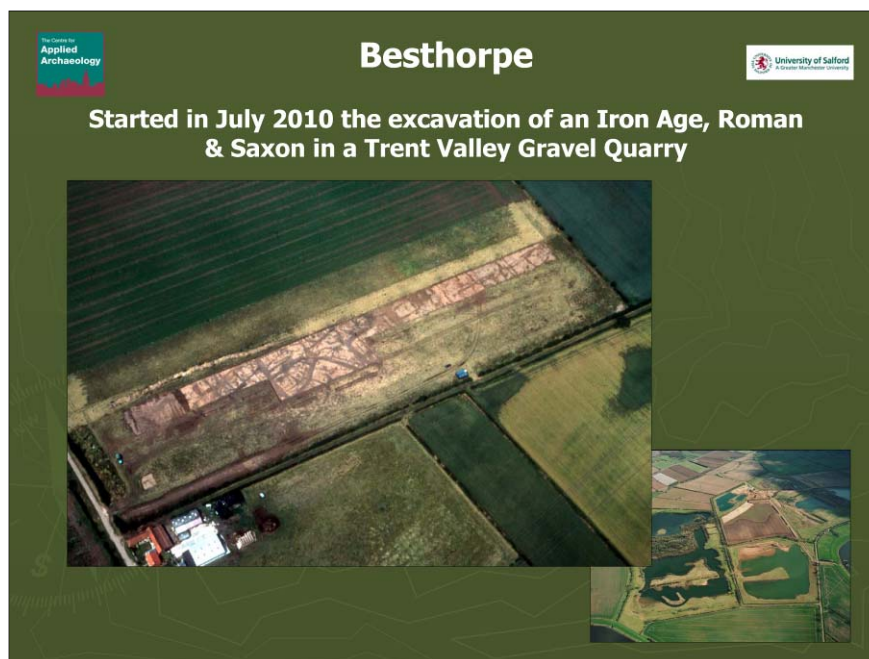 The Centre for
Applied
Archaeology
Besthorpe
University of Salford
A Greater Manchester University
Started in July 2010 the excavation of an Iron Age, Roman
& Saxon in a Trent Valley Gravel Quarry
S